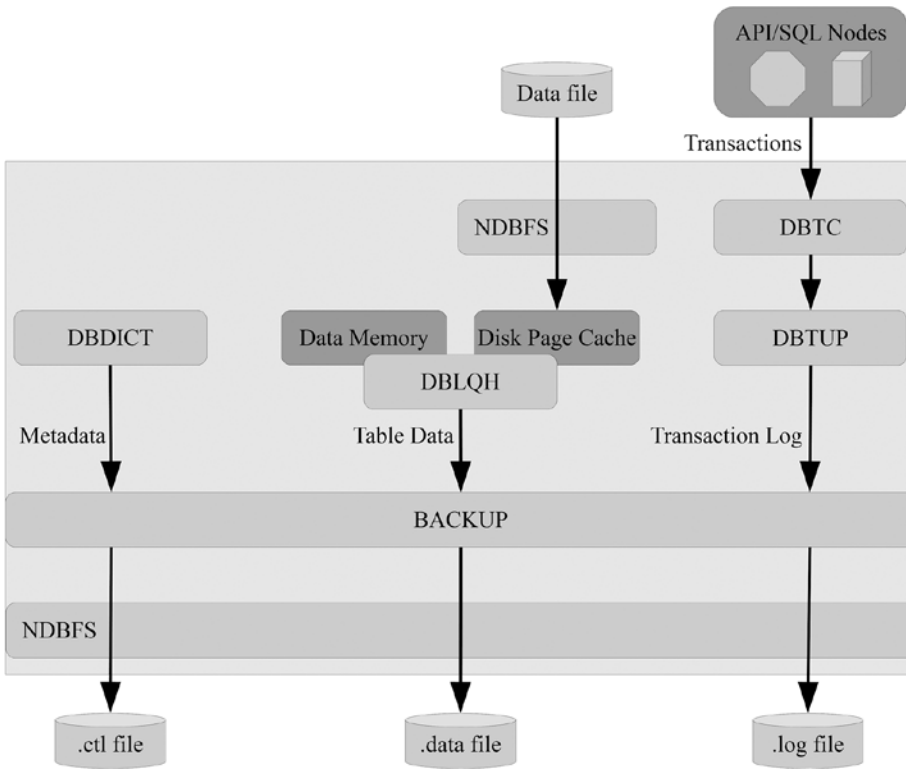 API/SQL Nodes
Data file
Transactions
NDBFS
DBTC
DBDICT
Data Memory
Disk Page Cache
DBTUP
DBLQH
Metadata
Table Data
Transaction Log
BACKUP
NDBFS
.ctl file
.data file
.log file